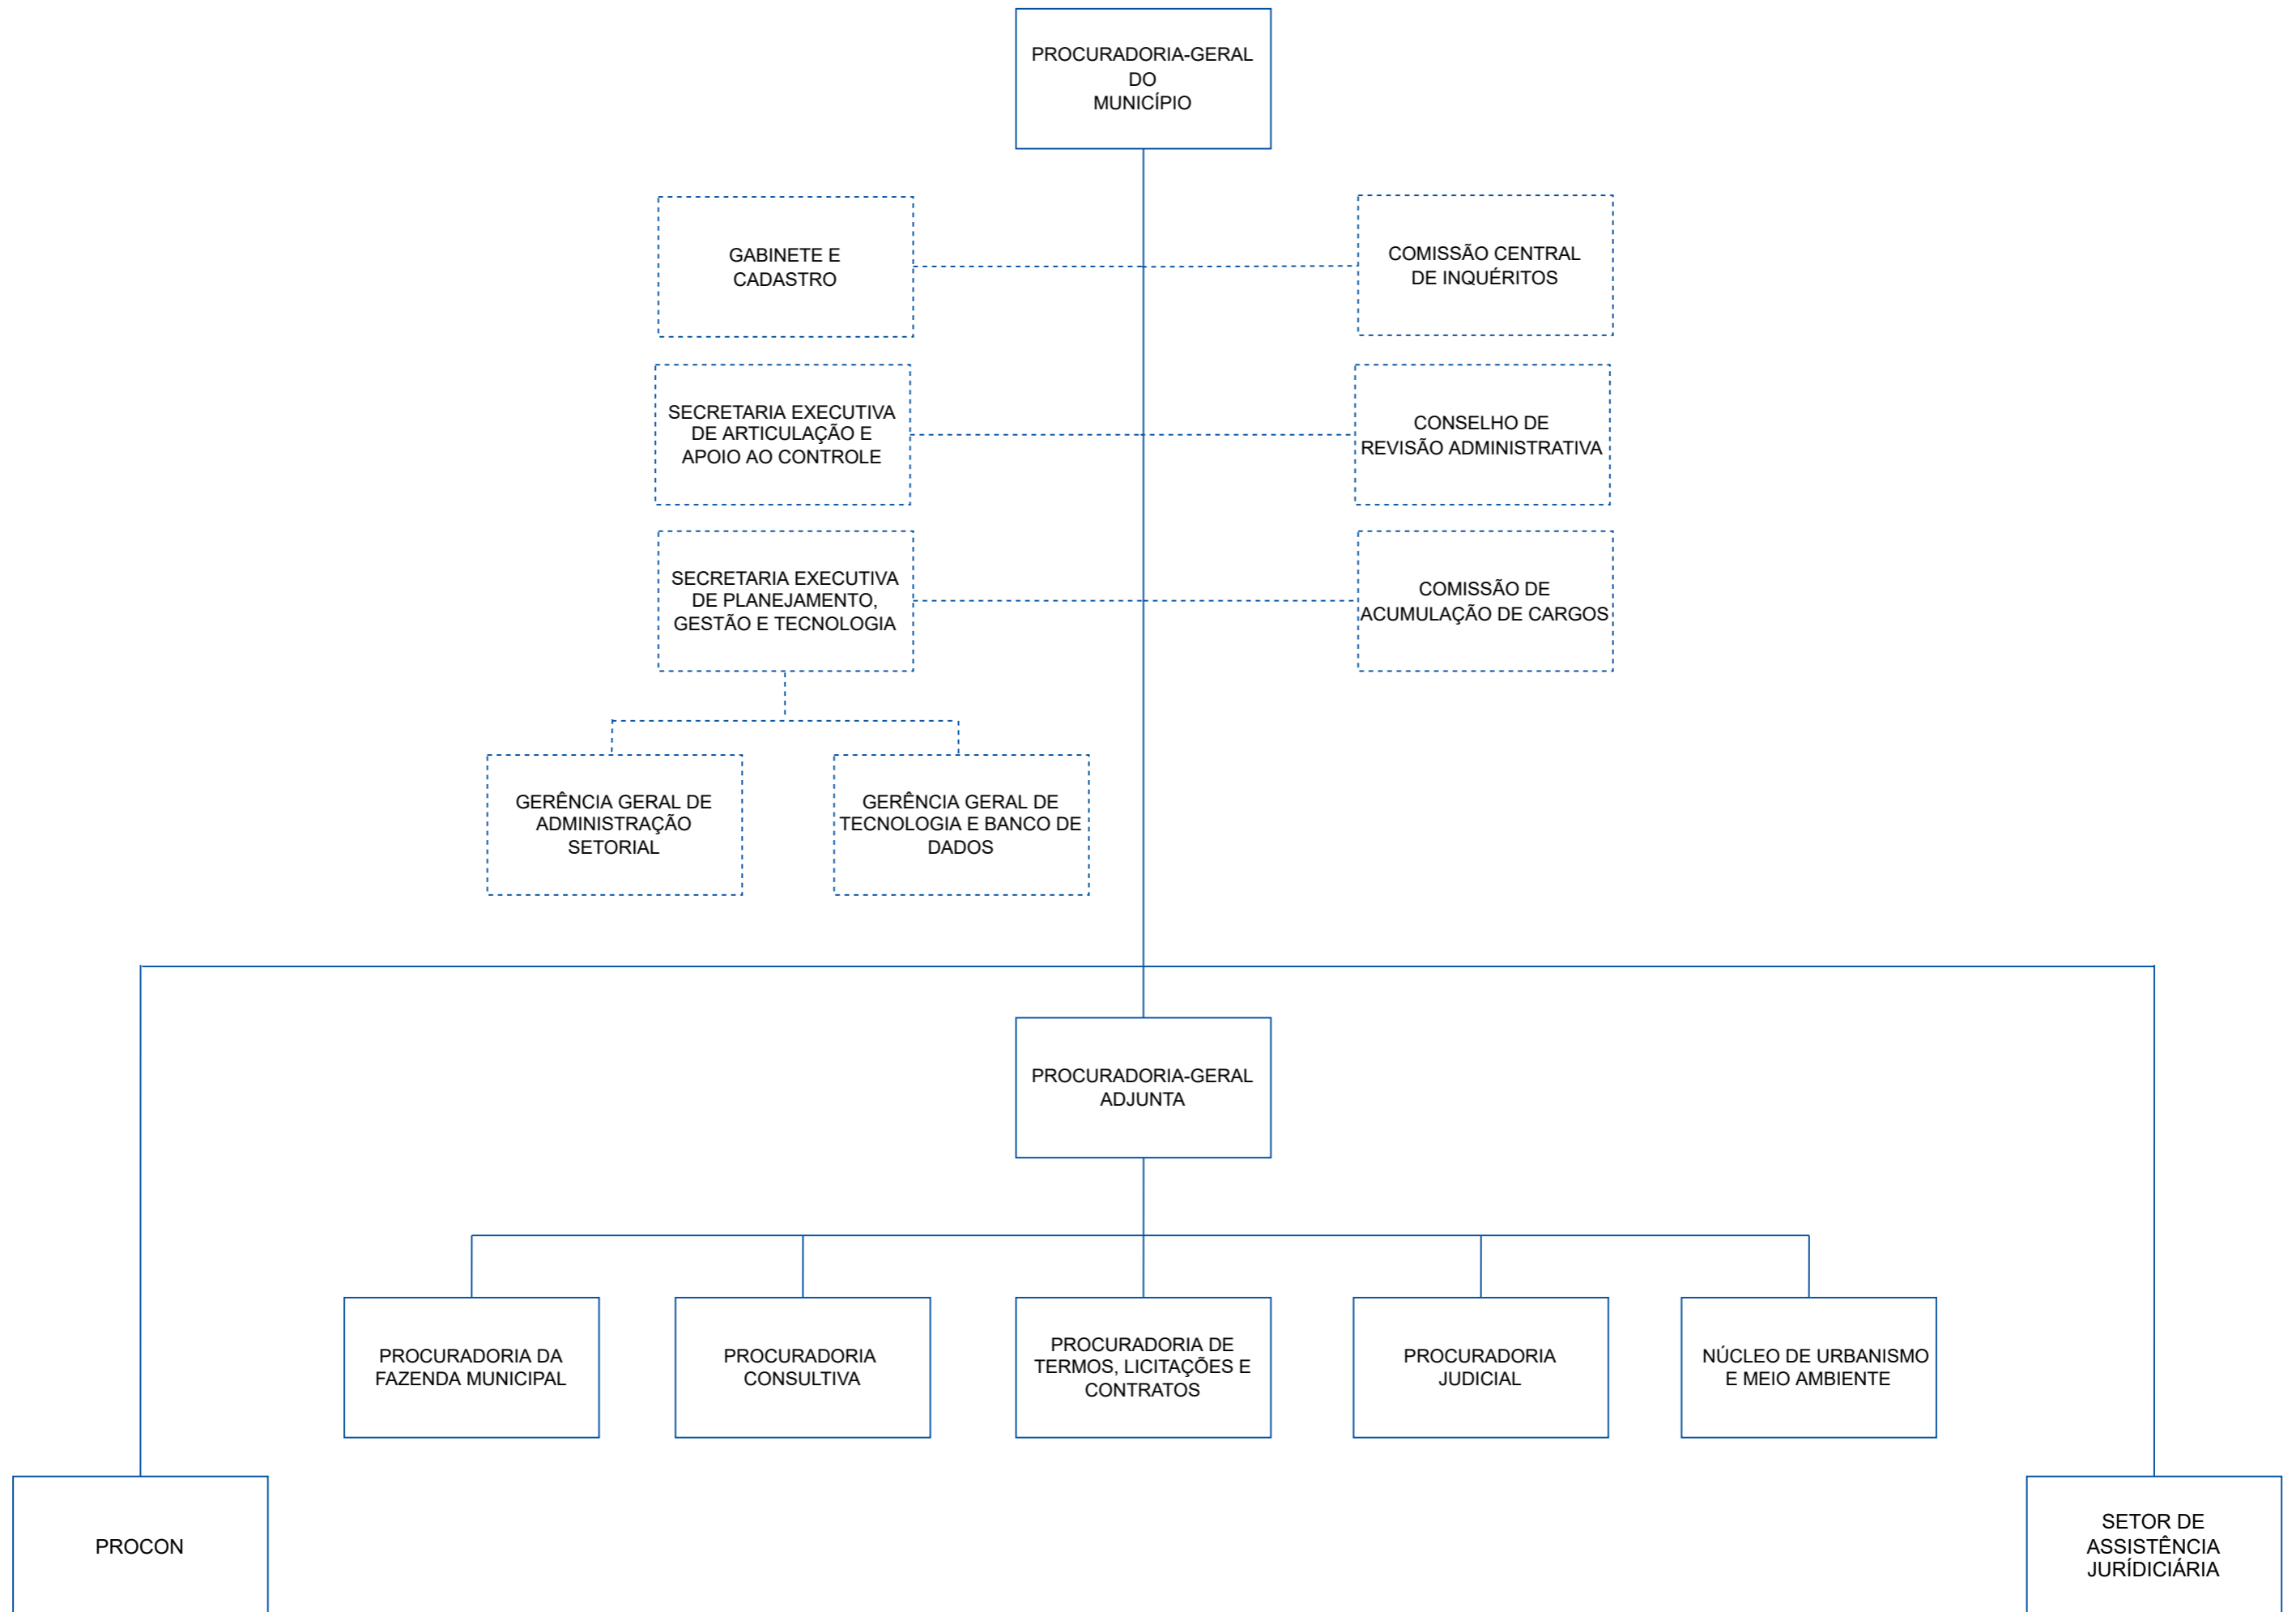 PROCURADORIA-GERAL
DO
MUNICÍPIO
GABINETE E
CADASTRO
COMISSÃO CENTRAL
DE INQUÉRITOS
SECRETARIA EXECUTIVA
DE ARTICULAÇÃO E
APOIO AO CONTROLE
CONSELHO DE
REVISÃO ADMINISTRATIVA
SECRETARIA EXECUTIVA
DE PLANEJAMENTO,
GESTÃO E TECNOLOGIA
COMISSÃO DE
ACUMULAÇÃO DE CARGOS
GERÊNCIA GERAL DE
ADMINISTRAÇÃO
SETORIAL
GERÊNCIA GERAL DE
TECNOLOGIA E BANCO DE
DADOS
PROCURADORIA-GERAL
ADJUNTA
PROCURADORIA DA
FAZENDA MUNICIPAL
PROCURADORIA
CONSULTIVA
PROCURADORIA DE
TERMOS, LICITAÇÕES E
CONTRATOS
PROCURADORIA
JUDICIAL
NÚCLEO DE URBANISMO
E MEIO AMBIENTE
PROCON
SETOR DE
ASSISTÊNCIA
JURÍDICIÁRIA